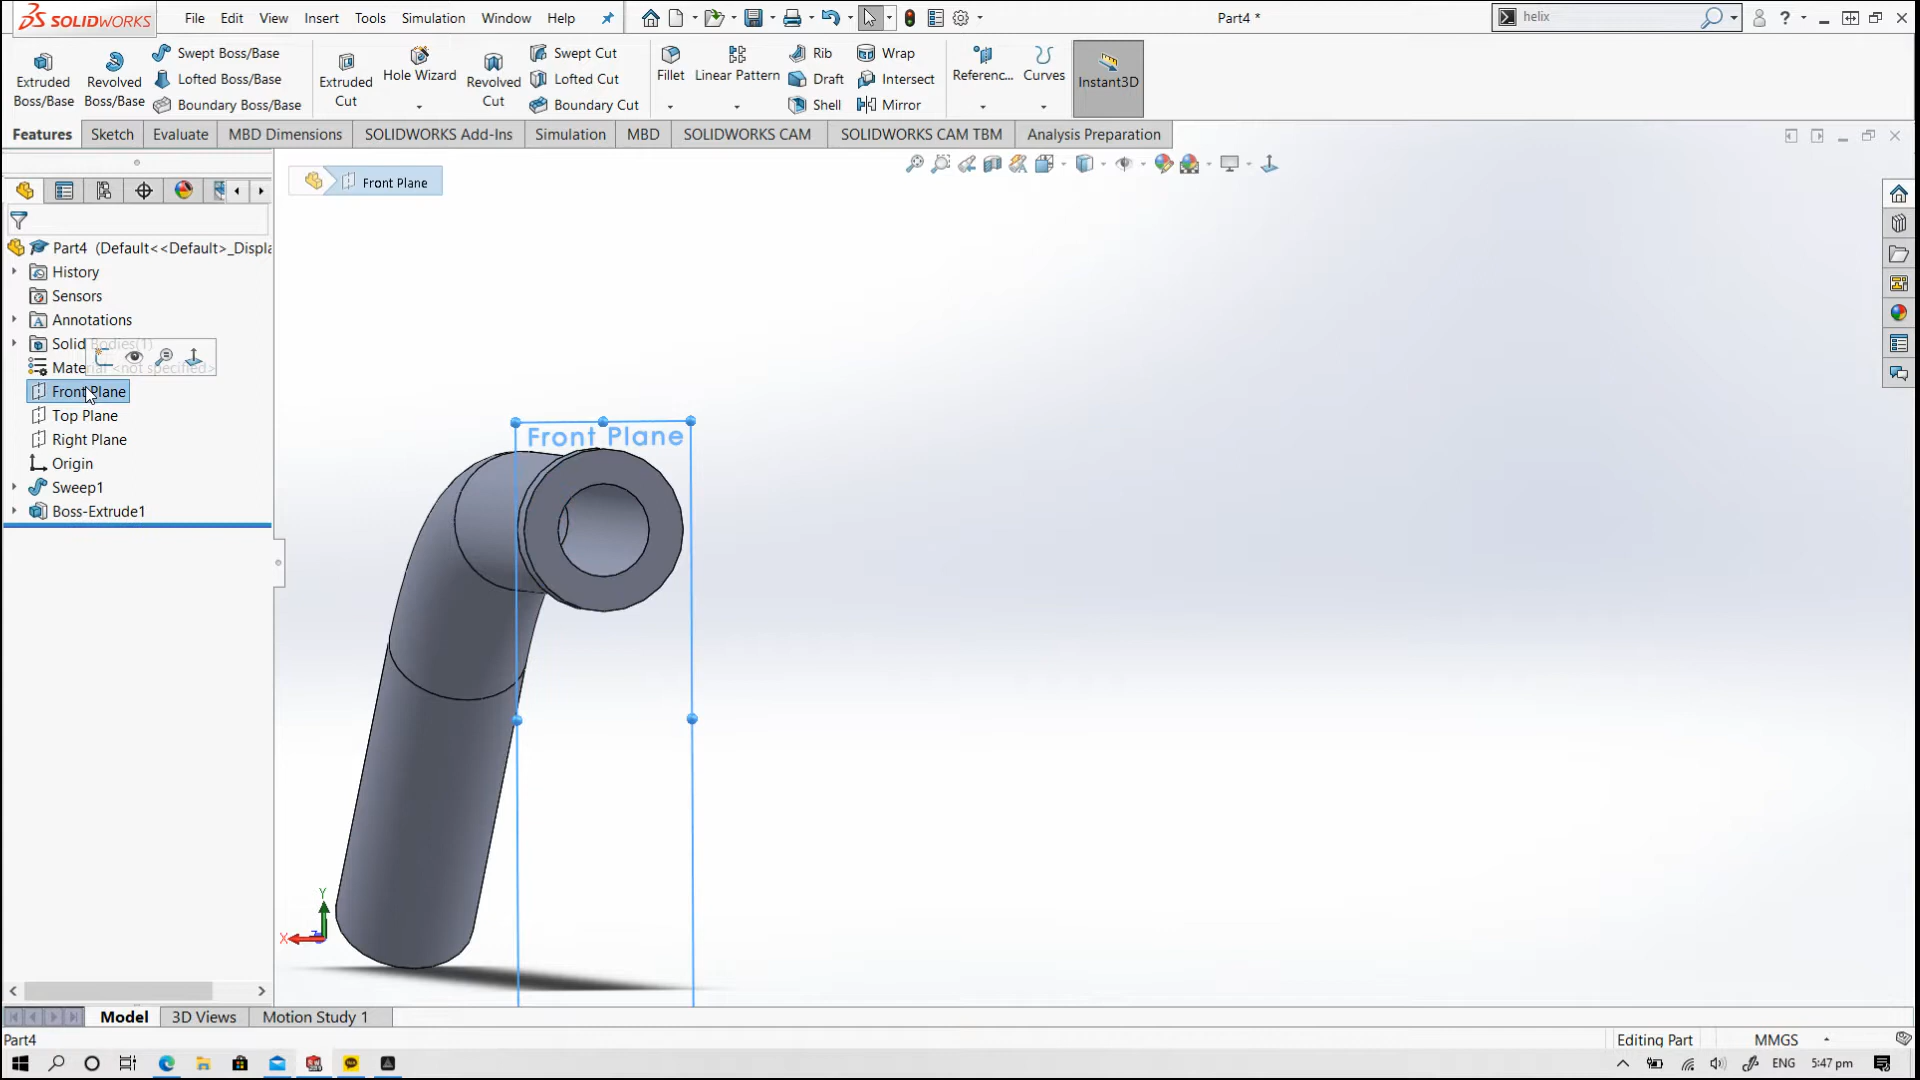 SOLIDWORKS File Edit View Insert Tools Simulation Window Help Part4 * helix ?
Extruded Boss/Base
Revolved Boss/Base
Swept Boss/Base
Lofted Boss/Base
Boundary Boss/Base
Extruded Cut
Hole Wizard
Revolved Cut
Swept Cut
Lofted Cut
Boundary Cut
Fillet
Linear Pattern
Rib
Draft
Shell
Wrap
Intersect
Mirror
Referenc...
Curves
Instant3D
Features Sketch Evaluate MBD Dimensions SOLIDWORKS Add-Ins Simulation MBD SOLIDWORKS CAM SOLIDWORKS CAM TBM Analysis Preparation
Front Plane
Part4 (Default<<Default>_Displa
History
Sensors
Annotations
Solid Bodies(1)
Material <not specified>
Front Plane
Top Plane
Right Plane
Origin
Sweep1
Boss-Extrude1
Front Plane
Y
X
Z
Model 3D Views Motion Study 1
Part4 Editing Part MMGS
ENG 5:47 pm